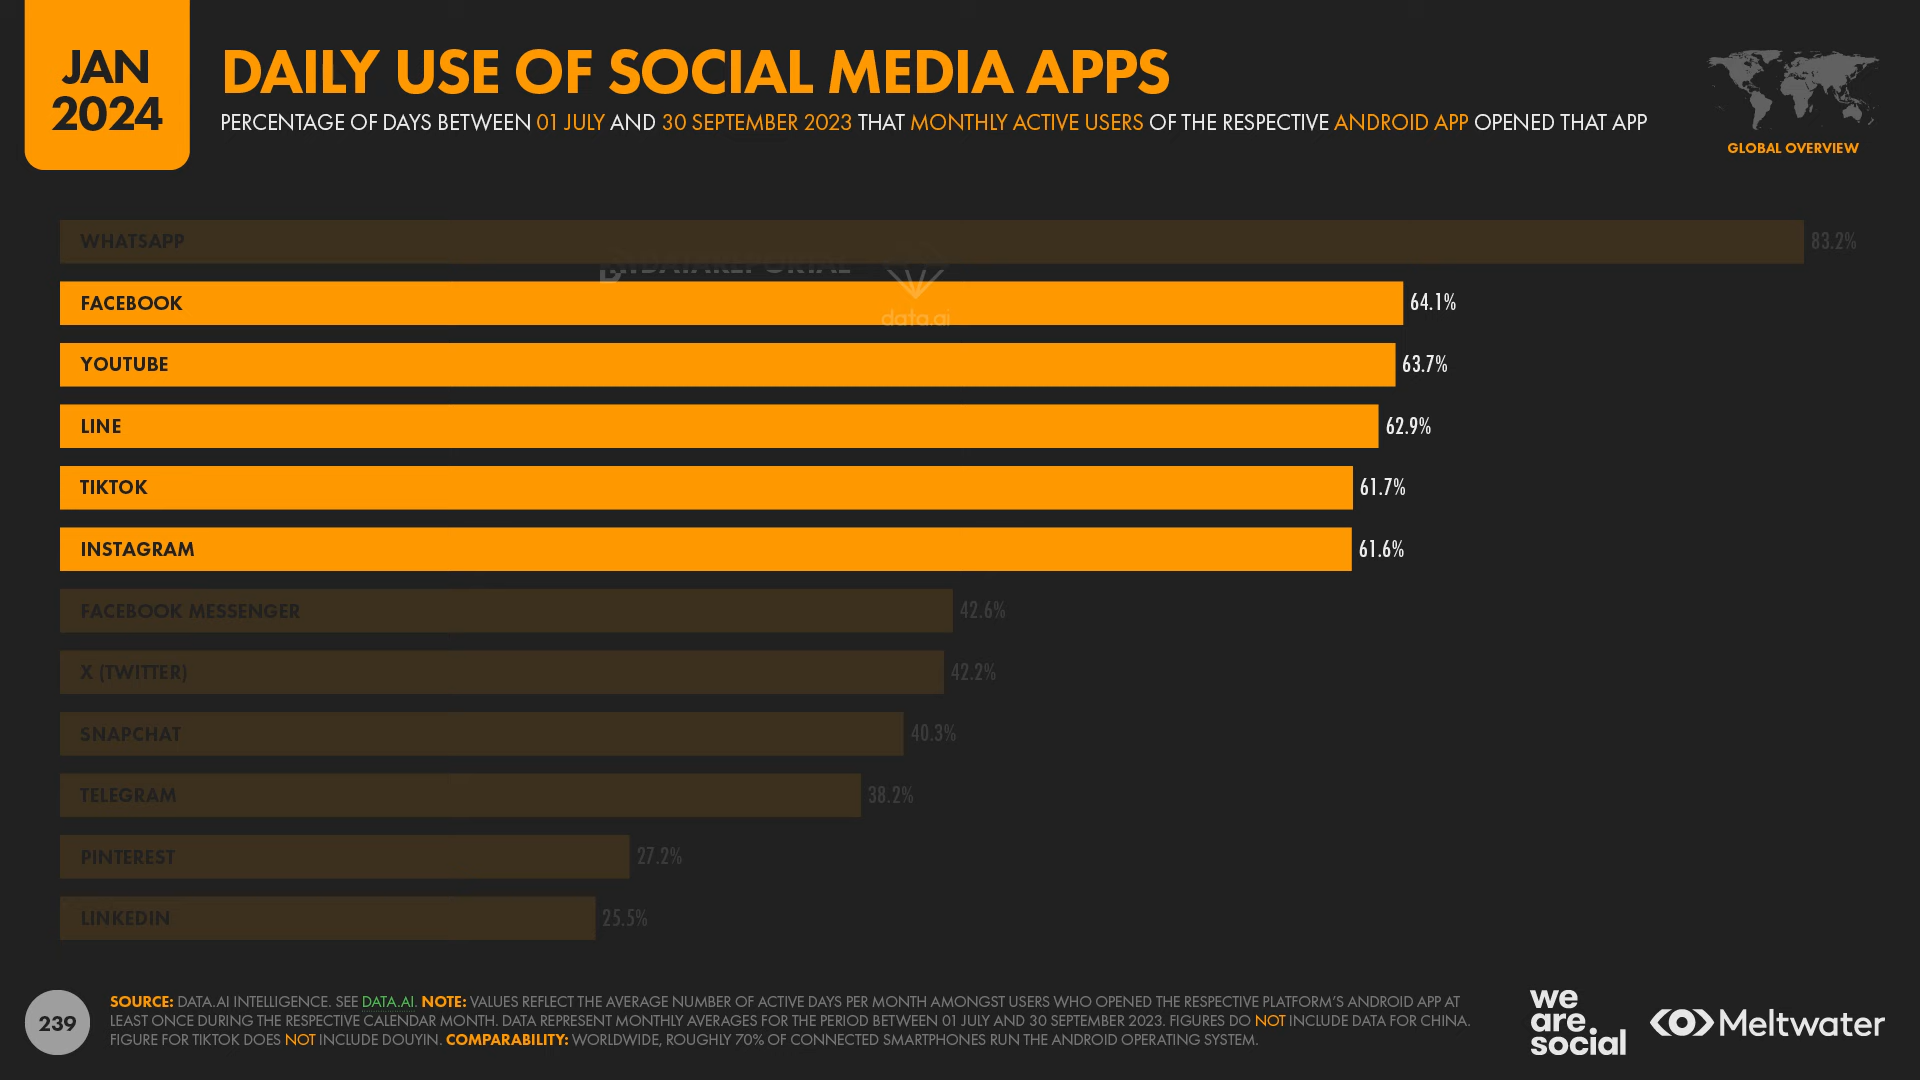 JAN
2024
DAILY USE OF SOCIAL MEDIA APPS
PERCENTAGE OF DAYS BETWEEN 01 JULY AND 30 SEPTEMBER 2023 THAT MONTHLY ACTIVE USERS OF THE RESPECTIVE ANDROID APP OPENED THAT APP
GLOBAL OVERVIEW
WHATSAPP 83.2%
DATAREPORTAL
FACEBOOK 64.1%
data.ai
YOUTUBE 63.7%
LINE 62.9%
TIKTOK 61.7%
INSTAGRAM 61.6%
FACEBOOK MESSENGER 42.6%
X (TWITTER) 42.2%
SNAPCHAT 40.3%
TELEGRAM 38.2%
PINTEREST 27.2%
LINKEDIN 25.5%
239
SOURCE: DATA.AI INTELLIGENCE. SEE DATA.AI. NOTE: VALUES REFLECT THE AVERAGE NUMBER OF ACTIVE DAYS PER MONTH AMONGST USERS WHO OPENED THE RESPECTIVE PLATFORM'S ANDROID APP AT
LEAST ONCE DURING THE RESPECTIVE CALENDAR MONTH. DATA REPRESENT MONTHLY AVERAGES FOR THE PERIOD BETWEEN 01 JULY AND 30 SEPTEMBER 2023. FIGURES DO NOT INCLUDE DATA FOR CHINA.
FIGURE FOR TIKTOK DOES NOT INCLUDE DOUYIN. COMPARABILITY: WORLDWIDE, ROUGHLY 70% OF CONNECTED SMARTPHONES RUN THE ANDROID OPERATING SYSTEM.
we
are
social
Meltwater